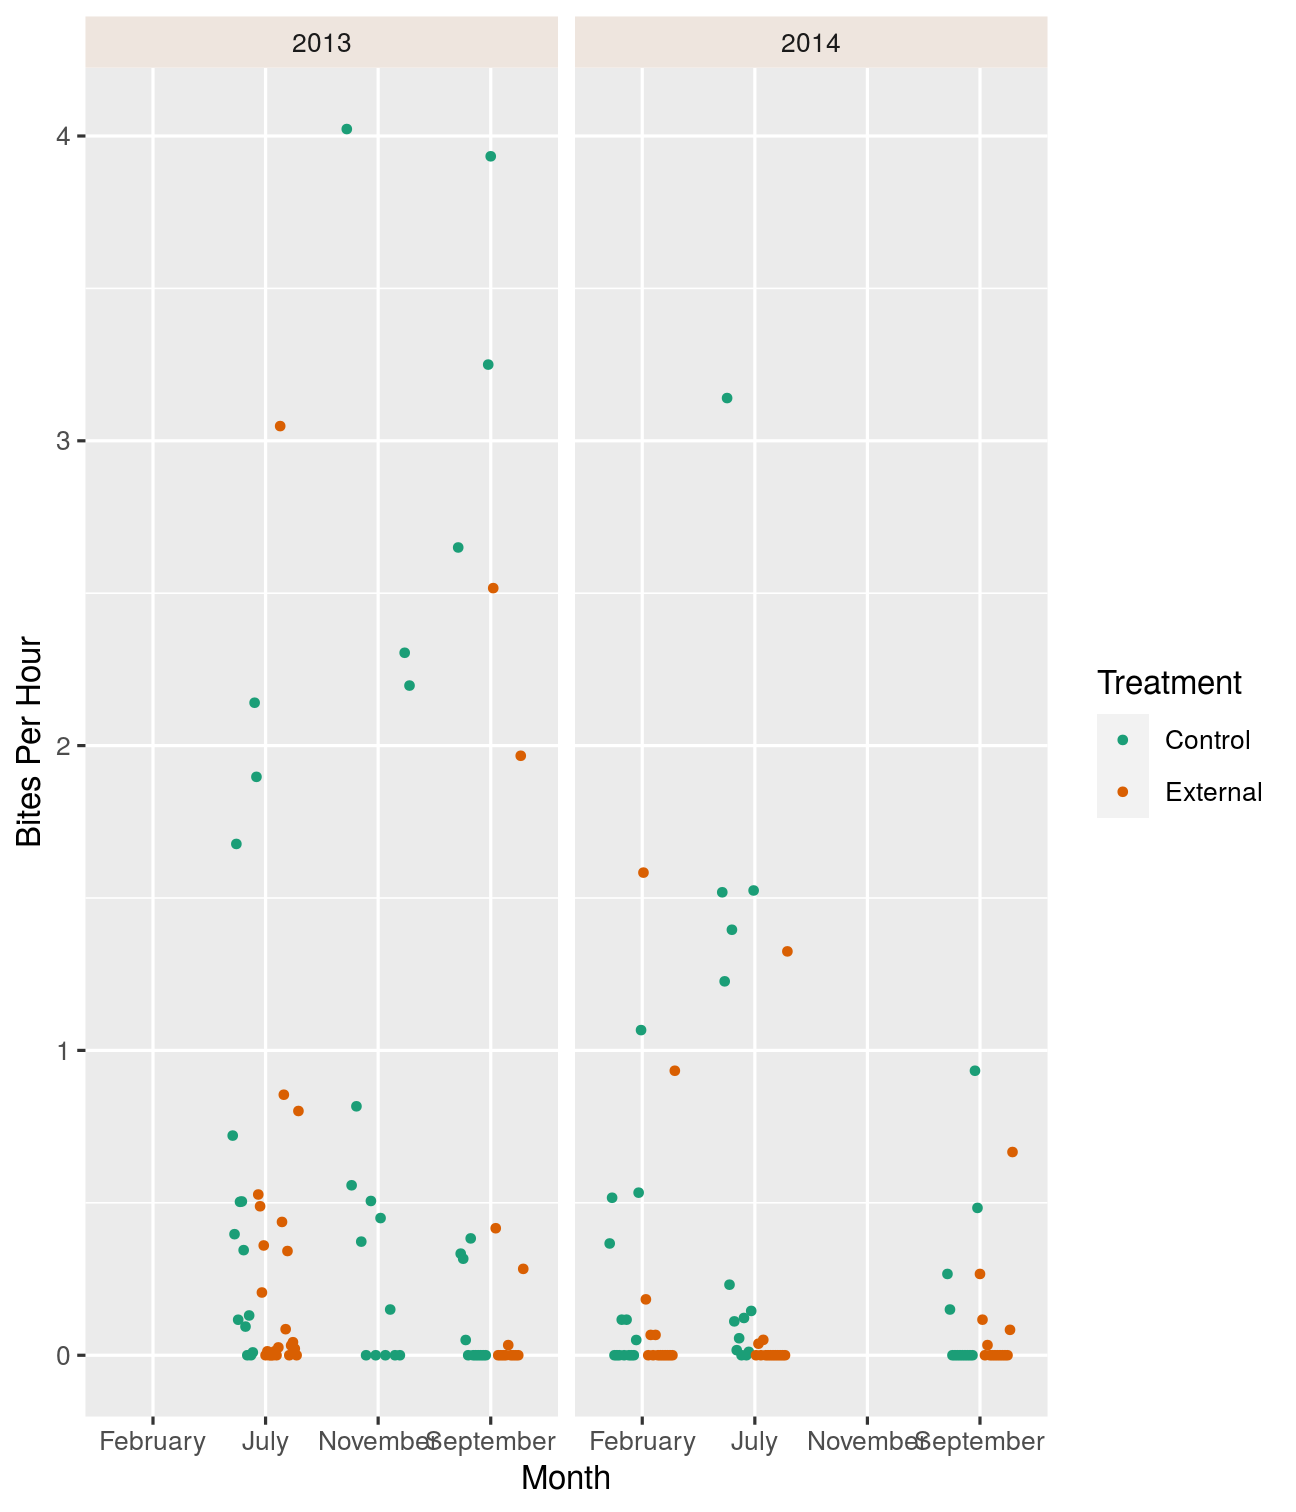 2013 2014
4
3
2
1
0
Bites Per Hour
February July November September February July November September
Month
Treatment
Control
External